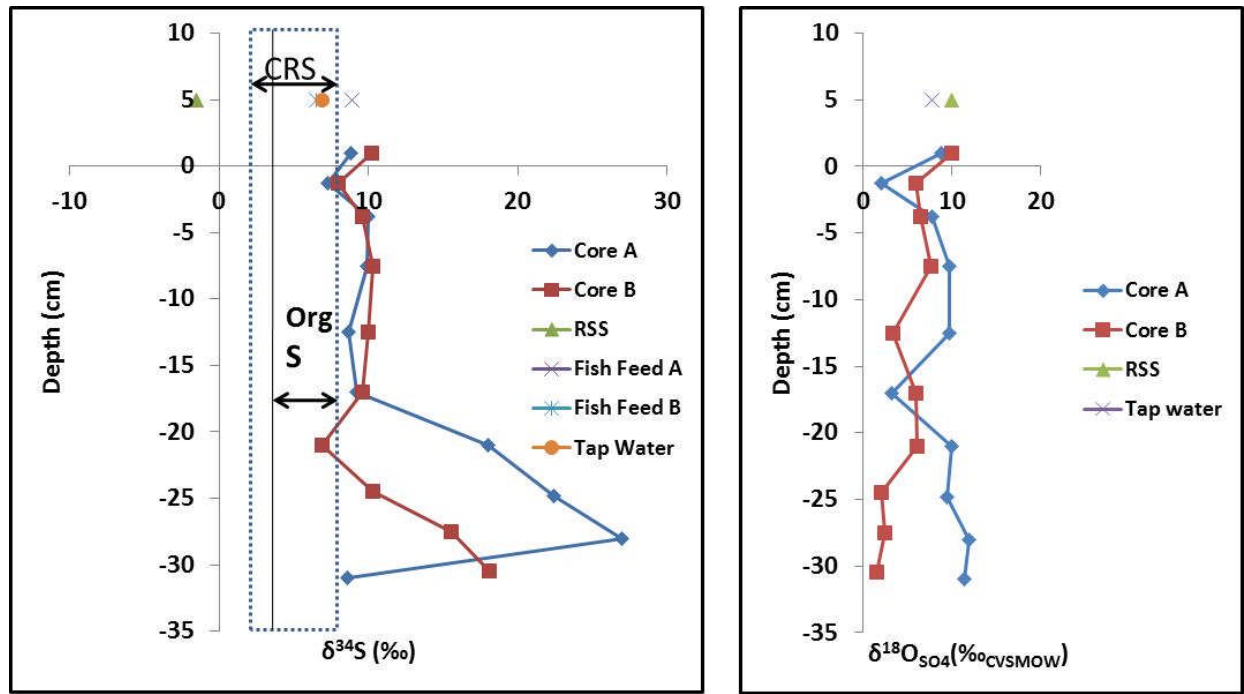 10
CRS
5
0
-10
0
10
20
30
-5
-10
-15
-20
-25
-30
-35
Depth (cm)
Org
S
Core A
Core B
RSS
Fish Feed A
Fish Feed B
Tap Water
δ³⁴S (‰)
10
5
0
0
10
20
-5
-10
-15
-20
-25
-30
-35
Depth (cm)
Core A
Core B
RSS
Tap water
δ¹⁸O_SO4(‰CVSMOW)